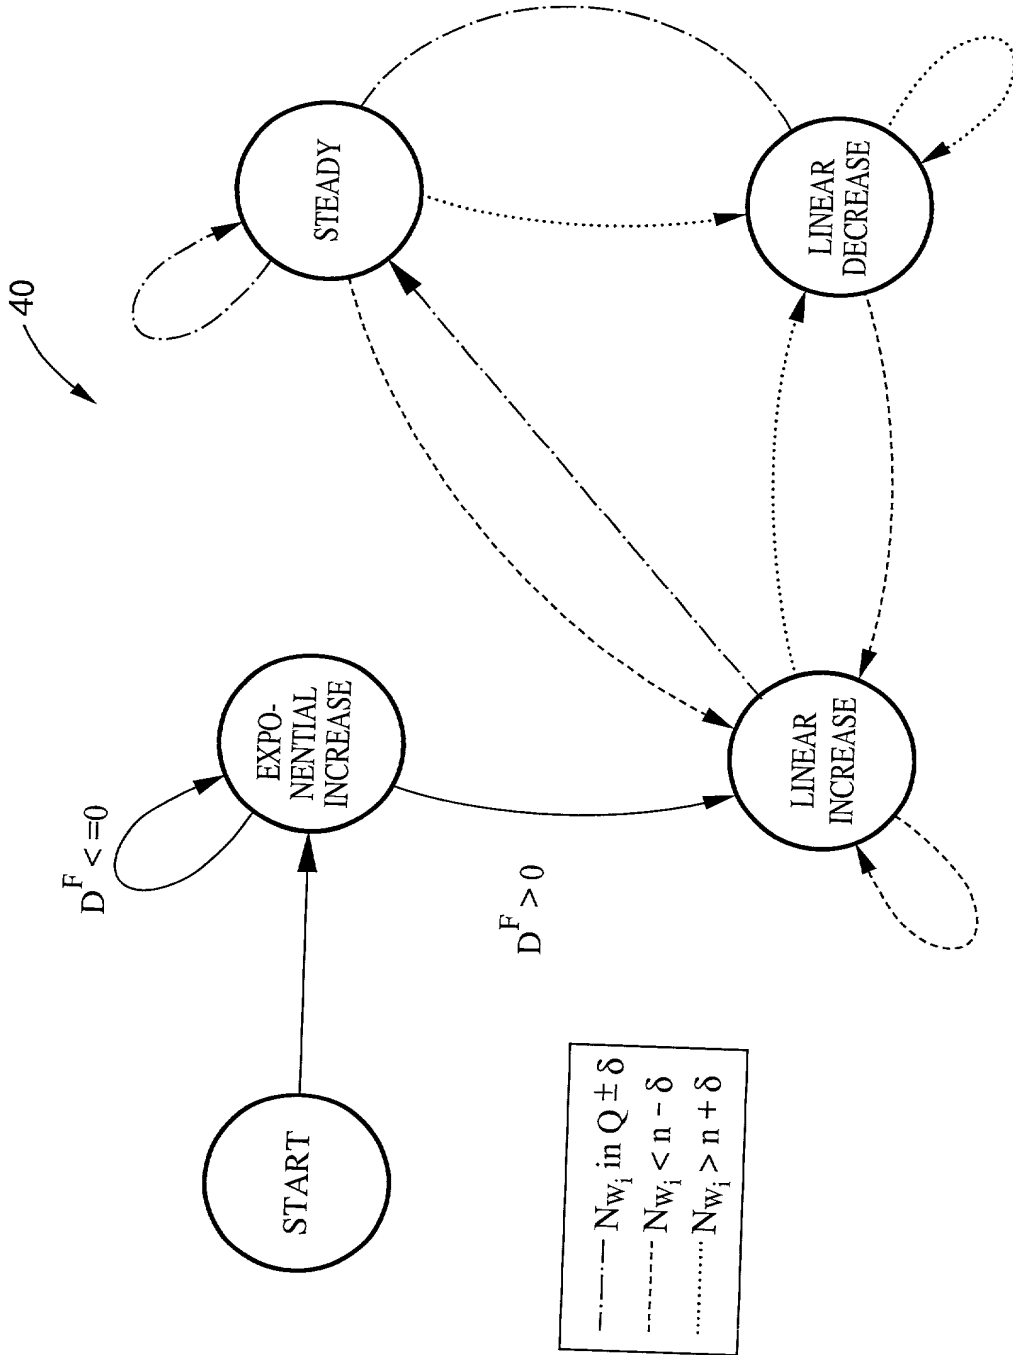 40
START
D^F <=0
EXPO-
NENTIAL
INCREASE
D^F > 0
STEADY
LINEAR
INCREASE
LINEAR
DECREASE
N_{W_i} in Q ± δ
N_{W_i} < n - δ
N_{W_i} > n + δ